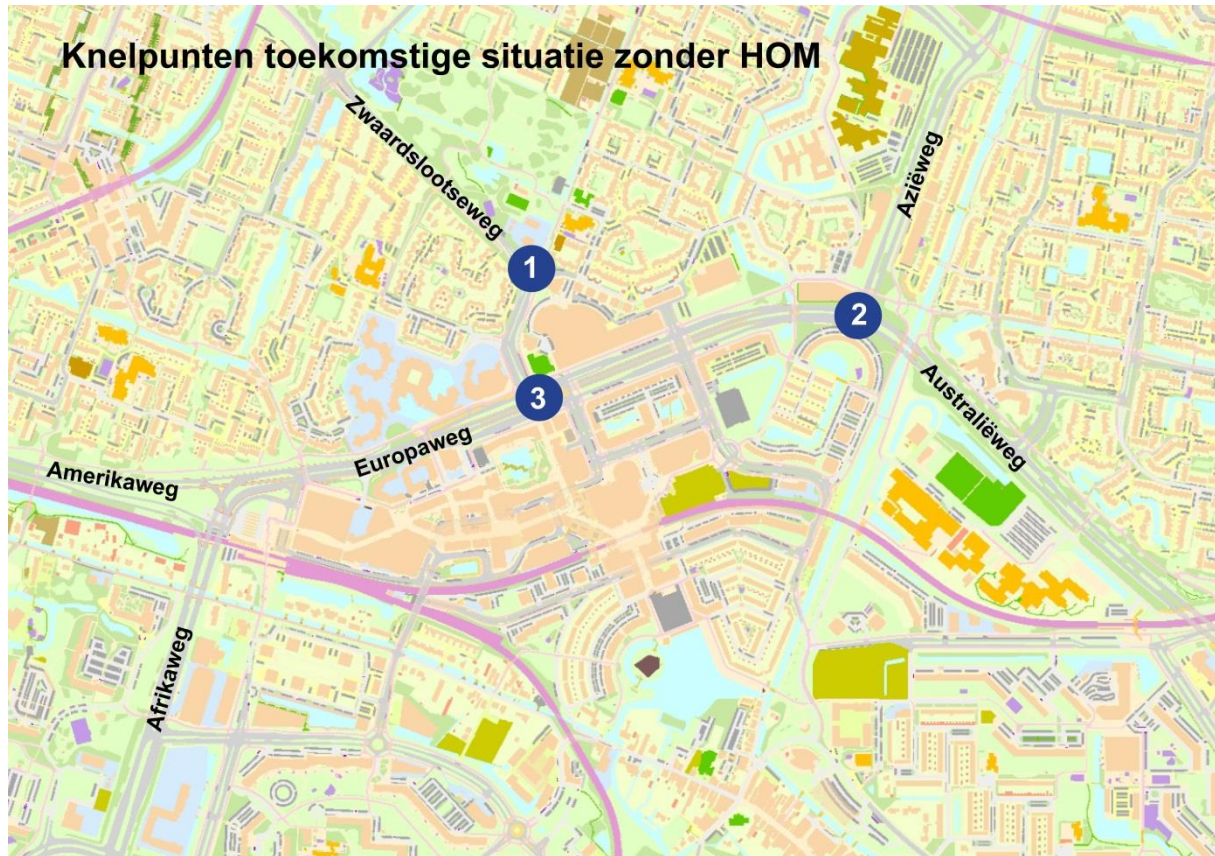 Knelpunten toekomstige situatie zonder HOM
Zwaardslootseweg
Aziëweg
1
2
3
Australiëweg
Europaweg
Amerikaweg
Afrikaweg